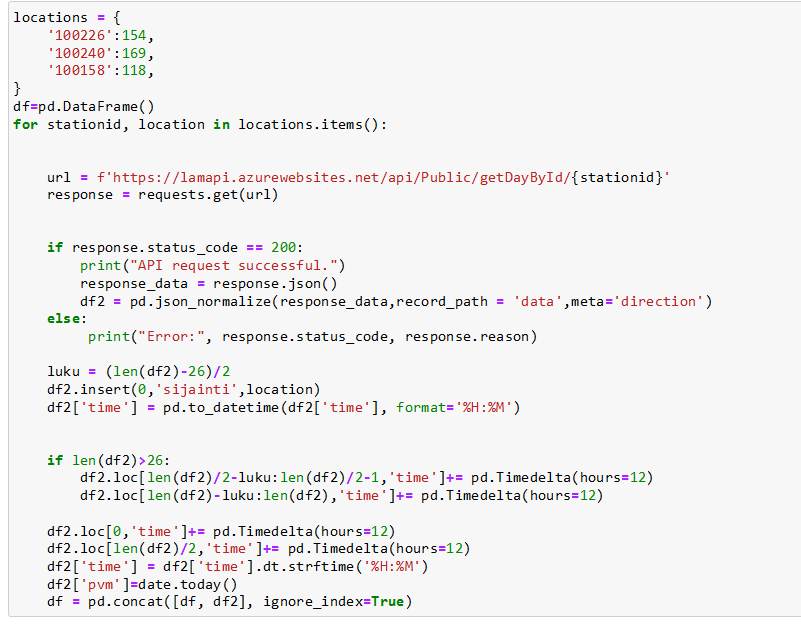 locations = {
    '100226':154,
    '100240':169,
    '100158':118,
}
df=pd.DataFrame()
for stationid, location in locations.items():
    url = f'https://lamapi.azurewebsites.net/api/Public/getDayById/{stationid}'
    response = requests.get(url)
    if response.status_code == 200:
        print("API request successful.")
        response_data = response.json()
        df2 = pd.json_normalize(response_data,record_path = 'data',meta='direction')
    else:
         print("Error:", response.status_code, response.reason)
    luku = (len(df2)-26)/2
    df2.insert(0,'sijainti',location)
    df2['time'] = pd.to_datetime(df2['time'], format='%H:%M')
    if len(df2)>26:
        df2.loc[len(df2)/2-luku:len(df2)/2-1,'time']+= pd.Timedelta(hours=12)
        df2.loc[len(df2)-luku:len(df2),'time']+= pd.Timedelta(hours=12)
    df2.loc[0,'time']+= pd.Timedelta(hours=12)
    df2.loc[len(df2)/2,'time']+= pd.Timedelta(hours=12)
    df2['time'] = df2['time'].dt.strftime('%H:%M')
    df2['pvm']=date.today()
    df = pd.concat([df, df2], ignore_index=True)